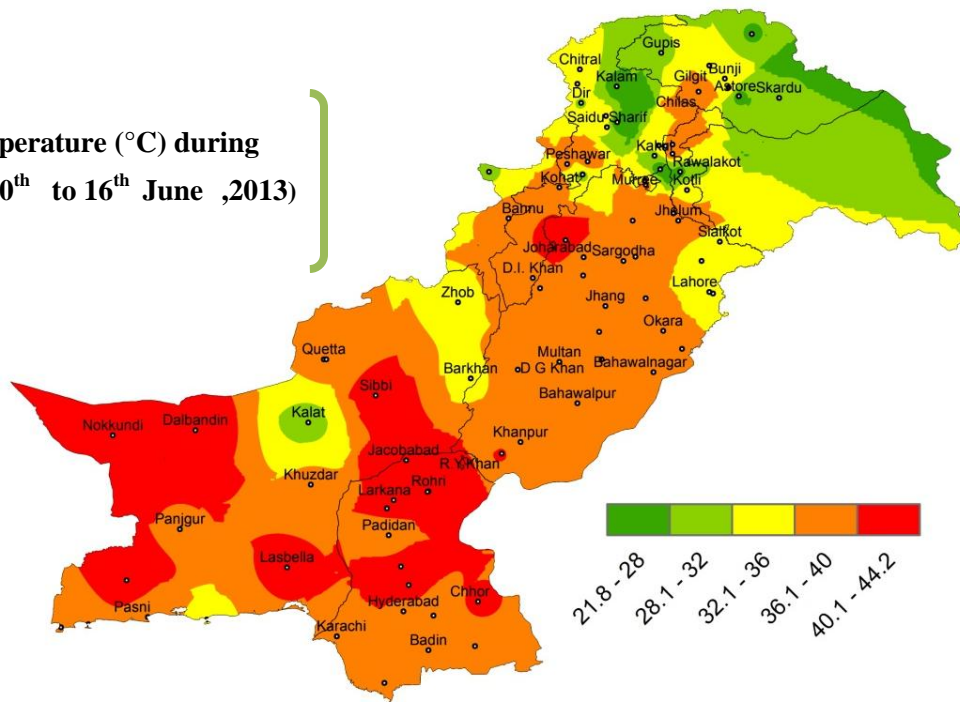 perature (°C) during
0th to 16th June ,2013)
Gupis
Chitral
Bunji
Kalam
Gilgit
Astore Skardu
Dir
Chilas
Saidu Sharif
Peshawar
Rawalakot
Kohat
Murree
Kotli
Bannu
Jhelum
Sialkot
Joharabad
Sargodha
D.I. Khan
Lahore
Zhob
Jhang
Okara
Quetta
Multan
Bahawalnagar
Barkhan
D G Khan
Sibbi
Bahawalpur
Kalat
Nokkundi
Dalbandin
Khanpur
Jacobabad
R Y Khan
Khuzdar
Rohri
Larkana
Panjgur
Padidan
Lasbella
Chhor
Pasni
Hyderabad
Karachi
Badin
21.8 - 28
28.1 - 32
32.1 - 36
36.1 - 40
40.1 - 44.2